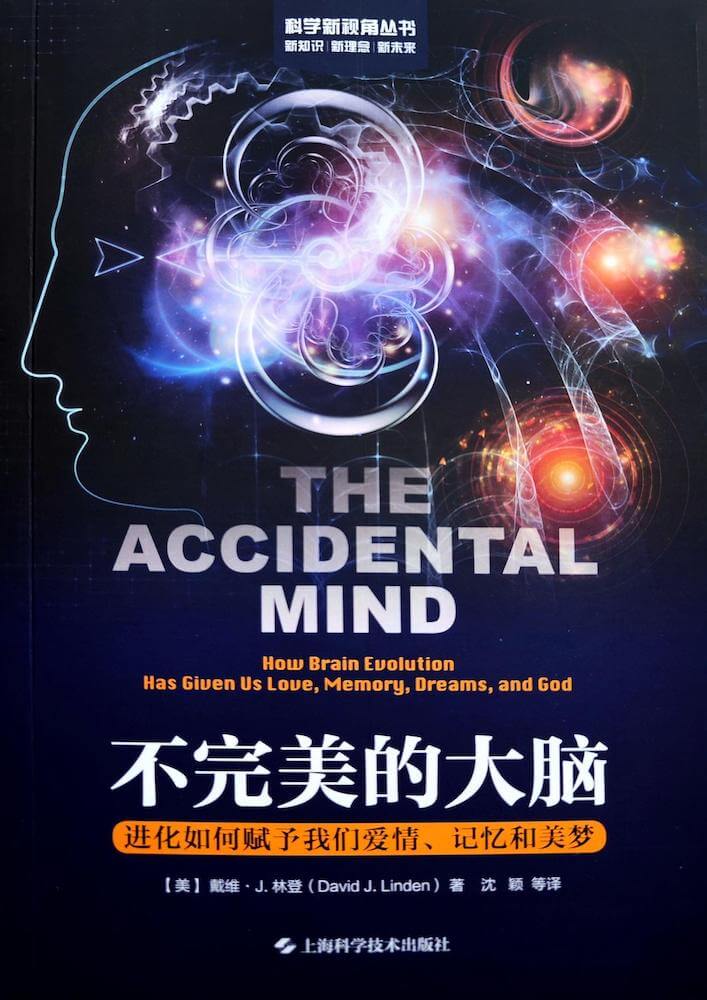 科学新视角丛书
新知识 | 新理念 | 新未来
THE
ACCIDENTAL
MIND
How Brain Evolution
Has Given Us Love, Memory, Dreams, and God
不完美的大脑
进化如何赋予我们爱情、记忆和美梦
【美】戴维·J.林登(David J. Linden)著 沈 颖 等译
上海科学技术出版社